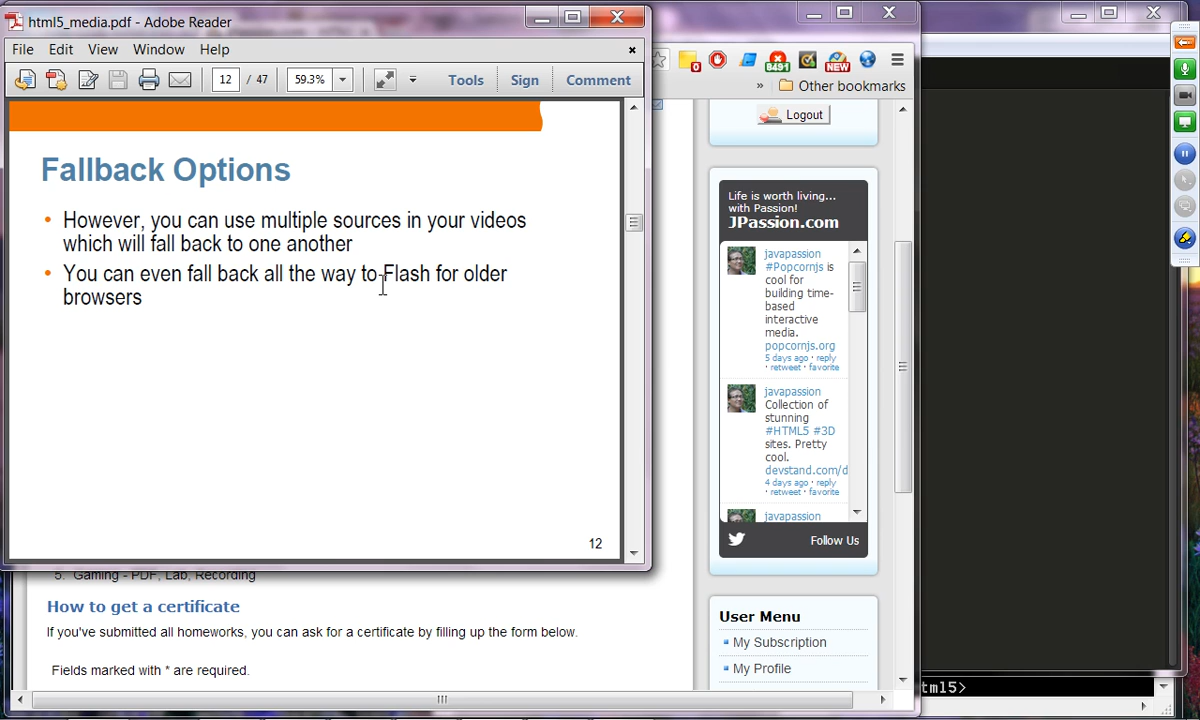 html5_media.pdf - Adobe Reader
File Edit View Window Help
12 / 47 59.3% Tools Sign Comment
Fallback Options
• However, you can use multiple sources in your videos
which will fall back to one another
• You can even fall back all the way to Flash for older
browsers
12
0 8491 NEW
» Other bookmarks
Logout
Life is worth living...
with Passion!
JPassion.com
javapassion
#Popcornjs is
cool for
building time-
based
interactive
media.
popcornjs.org
5 days ago · reply
· retweet · favorite
javapassion
Collection of
stunning
#HTML5 #3D
sites. Pretty
cool.
devstand.com/d
4 days ago · reply
· retweet · favorite
javapassion
Follow Us
5. Gaming - PDF, Lab, Recording
How to get a certificate
If you've submitted all homeworks, you can ask for a certificate by filling up the form below.
Fields marked with * are required.
User Menu
My Subscription
My Profile
tml5>